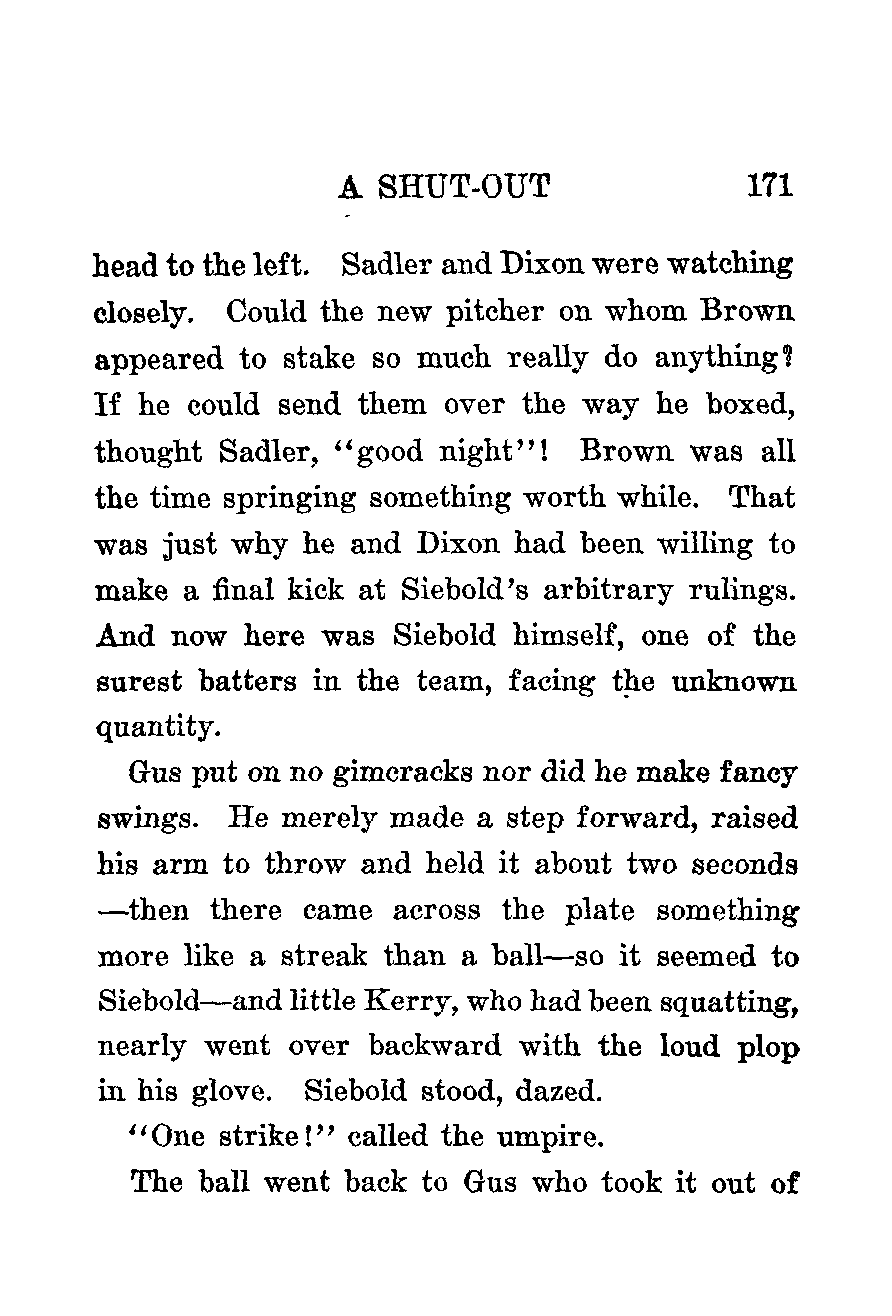 A SHUT-OUT 171
head to the left. Sadler and Dixon were watching
closely. Could the new pitcher on whom Brown
appeared to stake so much really do anything?
If he could send them over the way he boxed,
thought Sadler, "good night"! Brown was all
the time springing something worth while. That
was just why he and Dixon had been willing to
make a final kick at Siebold's arbitrary rulings.
And now here was Siebold himself, one of the
surest batters in the team, facing the unknown
quantity.
Gus put on no gimcracks nor did he make fancy
swings. He merely made a step forward, raised
his arm to throw and held it about two seconds
—then there came across the plate something
more like a streak than a ball—so it seemed to
Siebold—and little Kerry, who had been squatting,
nearly went over backward with the loud plop
in his glove. Siebold stood, dazed.
"One strike!" called the umpire.
The ball went back to Gus who took it out of